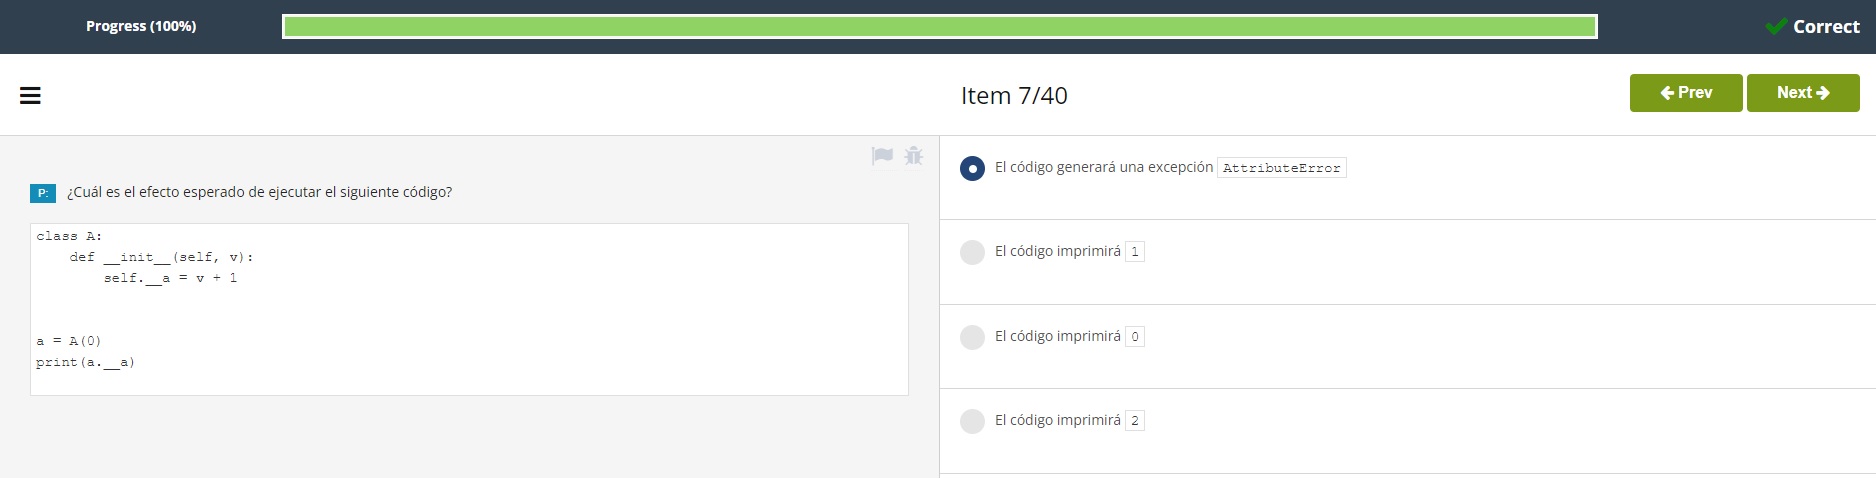 Progress (100%)
Correct
Item 7/40
Prev
Next
P: ¿Cuál es el efecto esperado de ejecutar el siguiente código?
class A:
    def __init__(self, v):
        self.__a = v + 1
a = A(0)
print(a.__a)
El código generará una excepción AttributeError
El código imprimirá 1
El código imprimirá 0
El código imprimirá 2